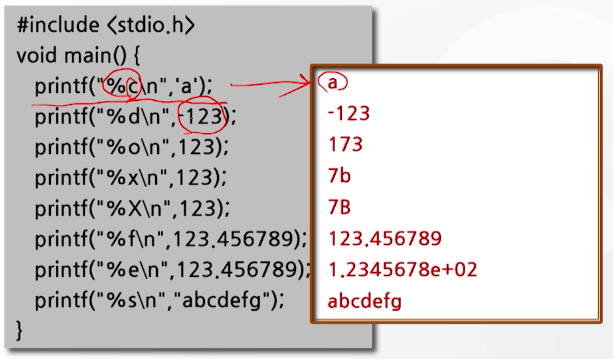 #include <stdio.h>
void main() {
printf("%c\n",'a');
printf("%d\n",-123);
printf("%o\n",123);
printf("%x\n",123);
printf("%X\n",123);
printf("%f\n",123.456789);
printf("%e\n",123.456789);
printf("%s\n","abcdefg");
}
a
-123
173
7b
7B
123.456789
1.2345678e+02
abcdefg